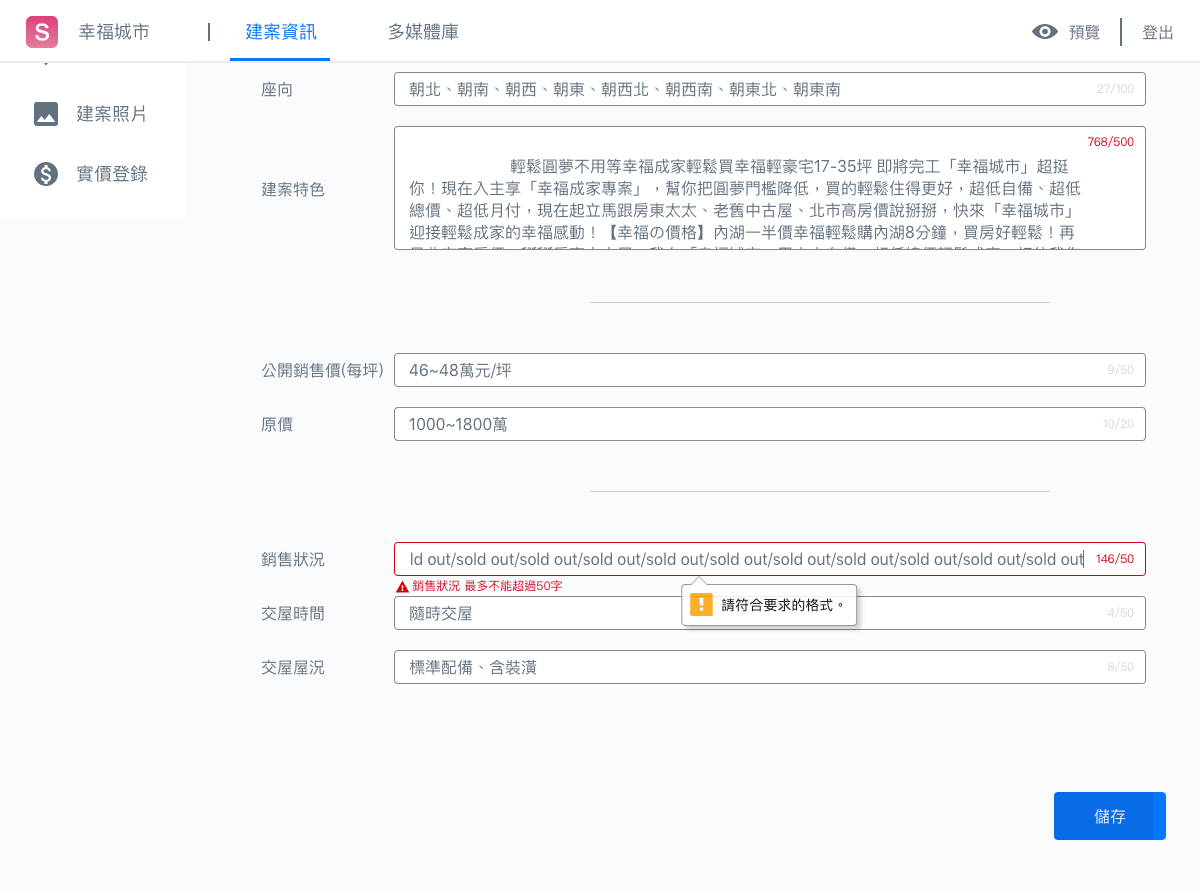 S 幸福城市 | 建案資訊 多媒體庫 預覽 登出
建案照片
實價登錄
座向 朝北、朝南、朝西、朝東、朝西北、朝西南、朝東北、朝東南 27/100
768/500
建案特色
輕鬆圓夢不用等幸福成家輕鬆買幸福輕豪宅17-35坪 即將完工「幸福城市」超挺
你！現在入主享「幸福成家專案」，幫你把圓夢門檻降低，買的輕鬆住得更好，超低自備、超低
總價、超低月付，現在起立馬跟房東太太、老舊中古屋、北市高房價說掰掰，快來「幸福城市」
迎接輕鬆成家的幸福感動！【幸福の價格】內湖一半價幸福輕鬆購內湖8分鐘，買房好輕鬆！再
公開銷售價(每坪) 46~48萬元/坪 9/50
原價 1000~1800萬 10/20
銷售狀況 ld out/sold out/sold out/sold out/sold out/sold out/sold out/sold out/sold out/sold out/sold out 146/50
銷售狀況 最多不能超過50字
請符合要求的格式。
交屋時間 隨時交屋 4/50
交屋屋況 標準配備、含裝潢 8/50
儲存